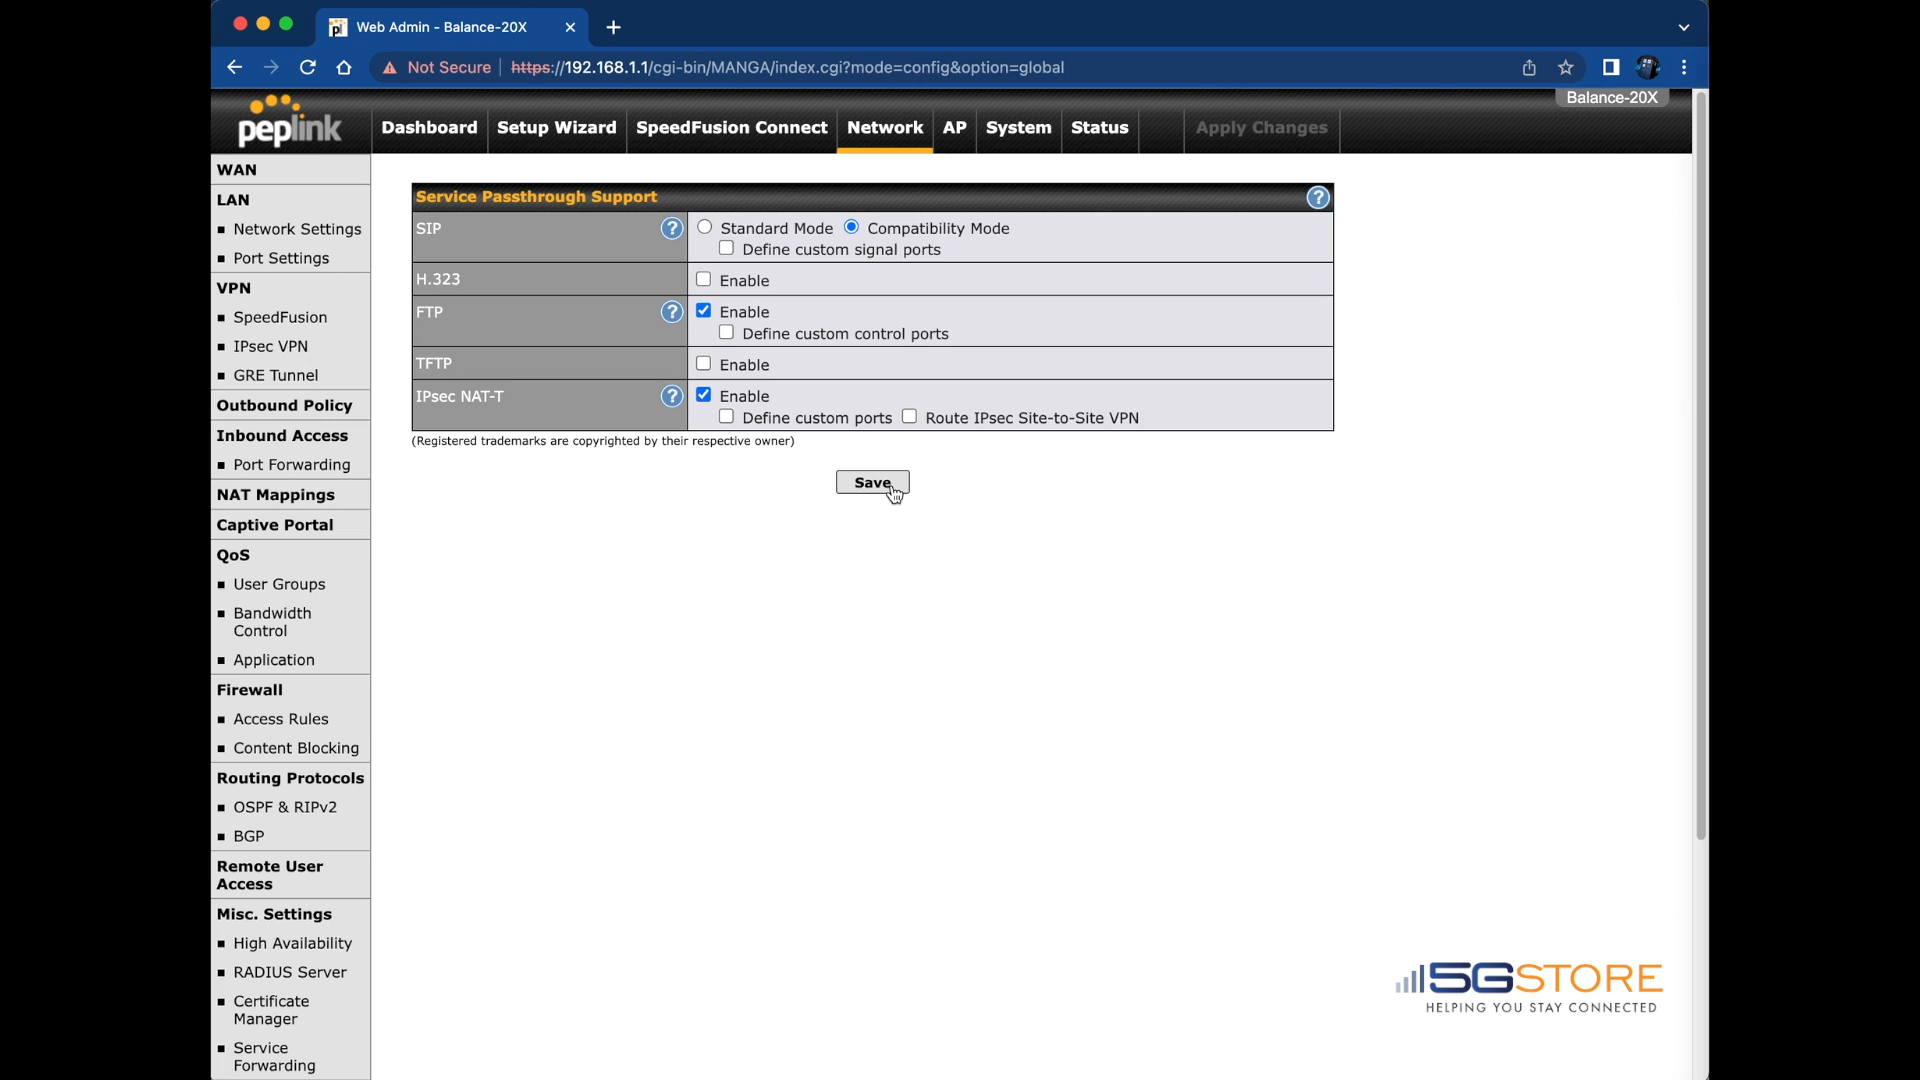 Web Admin - Balance-20X
Not Secure https://192.168.1.1/cgi-bin/MANGA/index.cgi?mode=config&option=global
Balance-20X
peplink
Dashboard Setup Wizard SpeedFusion Connect Network AP System Status Apply Changes
WAN
LAN
Network Settings
Port Settings
VPN
SpeedFusion
IPsec VPN
GRE Tunnel
Outbound Policy
Inbound Access
Port Forwarding
NAT Mappings
Captive Portal
QoS
User Groups
Bandwidth
Control
Application
Firewall
Access Rules
Content Blocking
Routing Protocols
OSPF & RIPv2
BGP
Remote User
Access
Misc. Settings
High Availability
RADIUS Server
Certificate
Manager
Service
Forwarding
Service Passthrough Support ?
SIP ? Standard Mode Compatibility Mode
Define custom signal ports
H.323 Enable
FTP ? Enable
Define custom control ports
TFTP Enable
IPsec NAT-T ? Enable
Define custom ports Route IPsec Site-to-Site VPN
(Registered trademarks are copyrighted by their respective owner)
Save
5GSTORE
HELPING YOU STAY CONNECTED